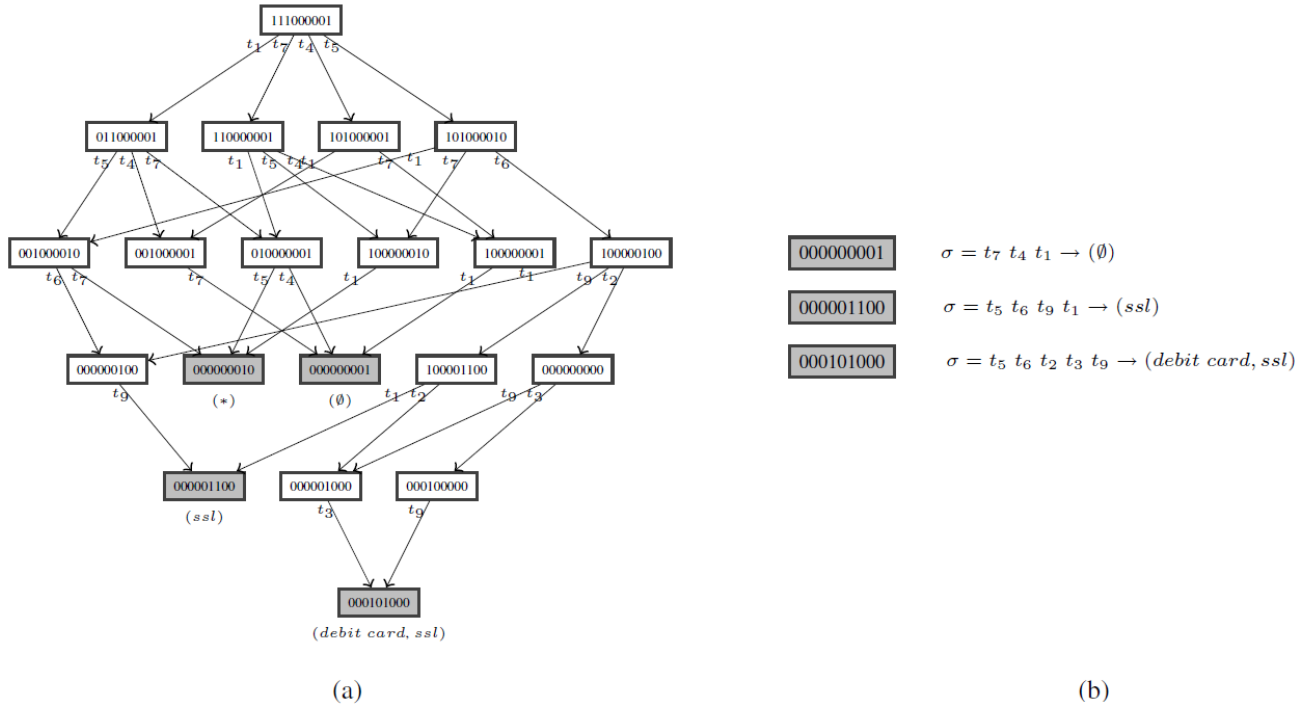 111000001
t₁ t₇ t₄ t₅
011000001 110000001 101000001 101000010
t₅ t₄ t₇ t₁ t₅ t₄ t₁ t₇ t₁ t₇ t₆
001000010 001000001 010000001 100000010 100000001 100000100
t₆ t₇ t₇ t₅ t₄ t₁ t₁ t₁ t₉ t₂
000000100 000000010 000000001 100001100 000000000
(*) (∅)
t₉ t₁ t₂ t₉ t₃
000001100 000001000 000100000
(ssl)
t₃ t₉
000101000
(debit card, ssl)
(a)
000000001 σ = t₇ t₄ t₁ → (∅)
000001100 σ = t₅ t₆ t₉ t₁ → (ssl)
000101000 σ = t₅ t₆ t₂ t₃ t₉ → (debit card, ssl)
(b)